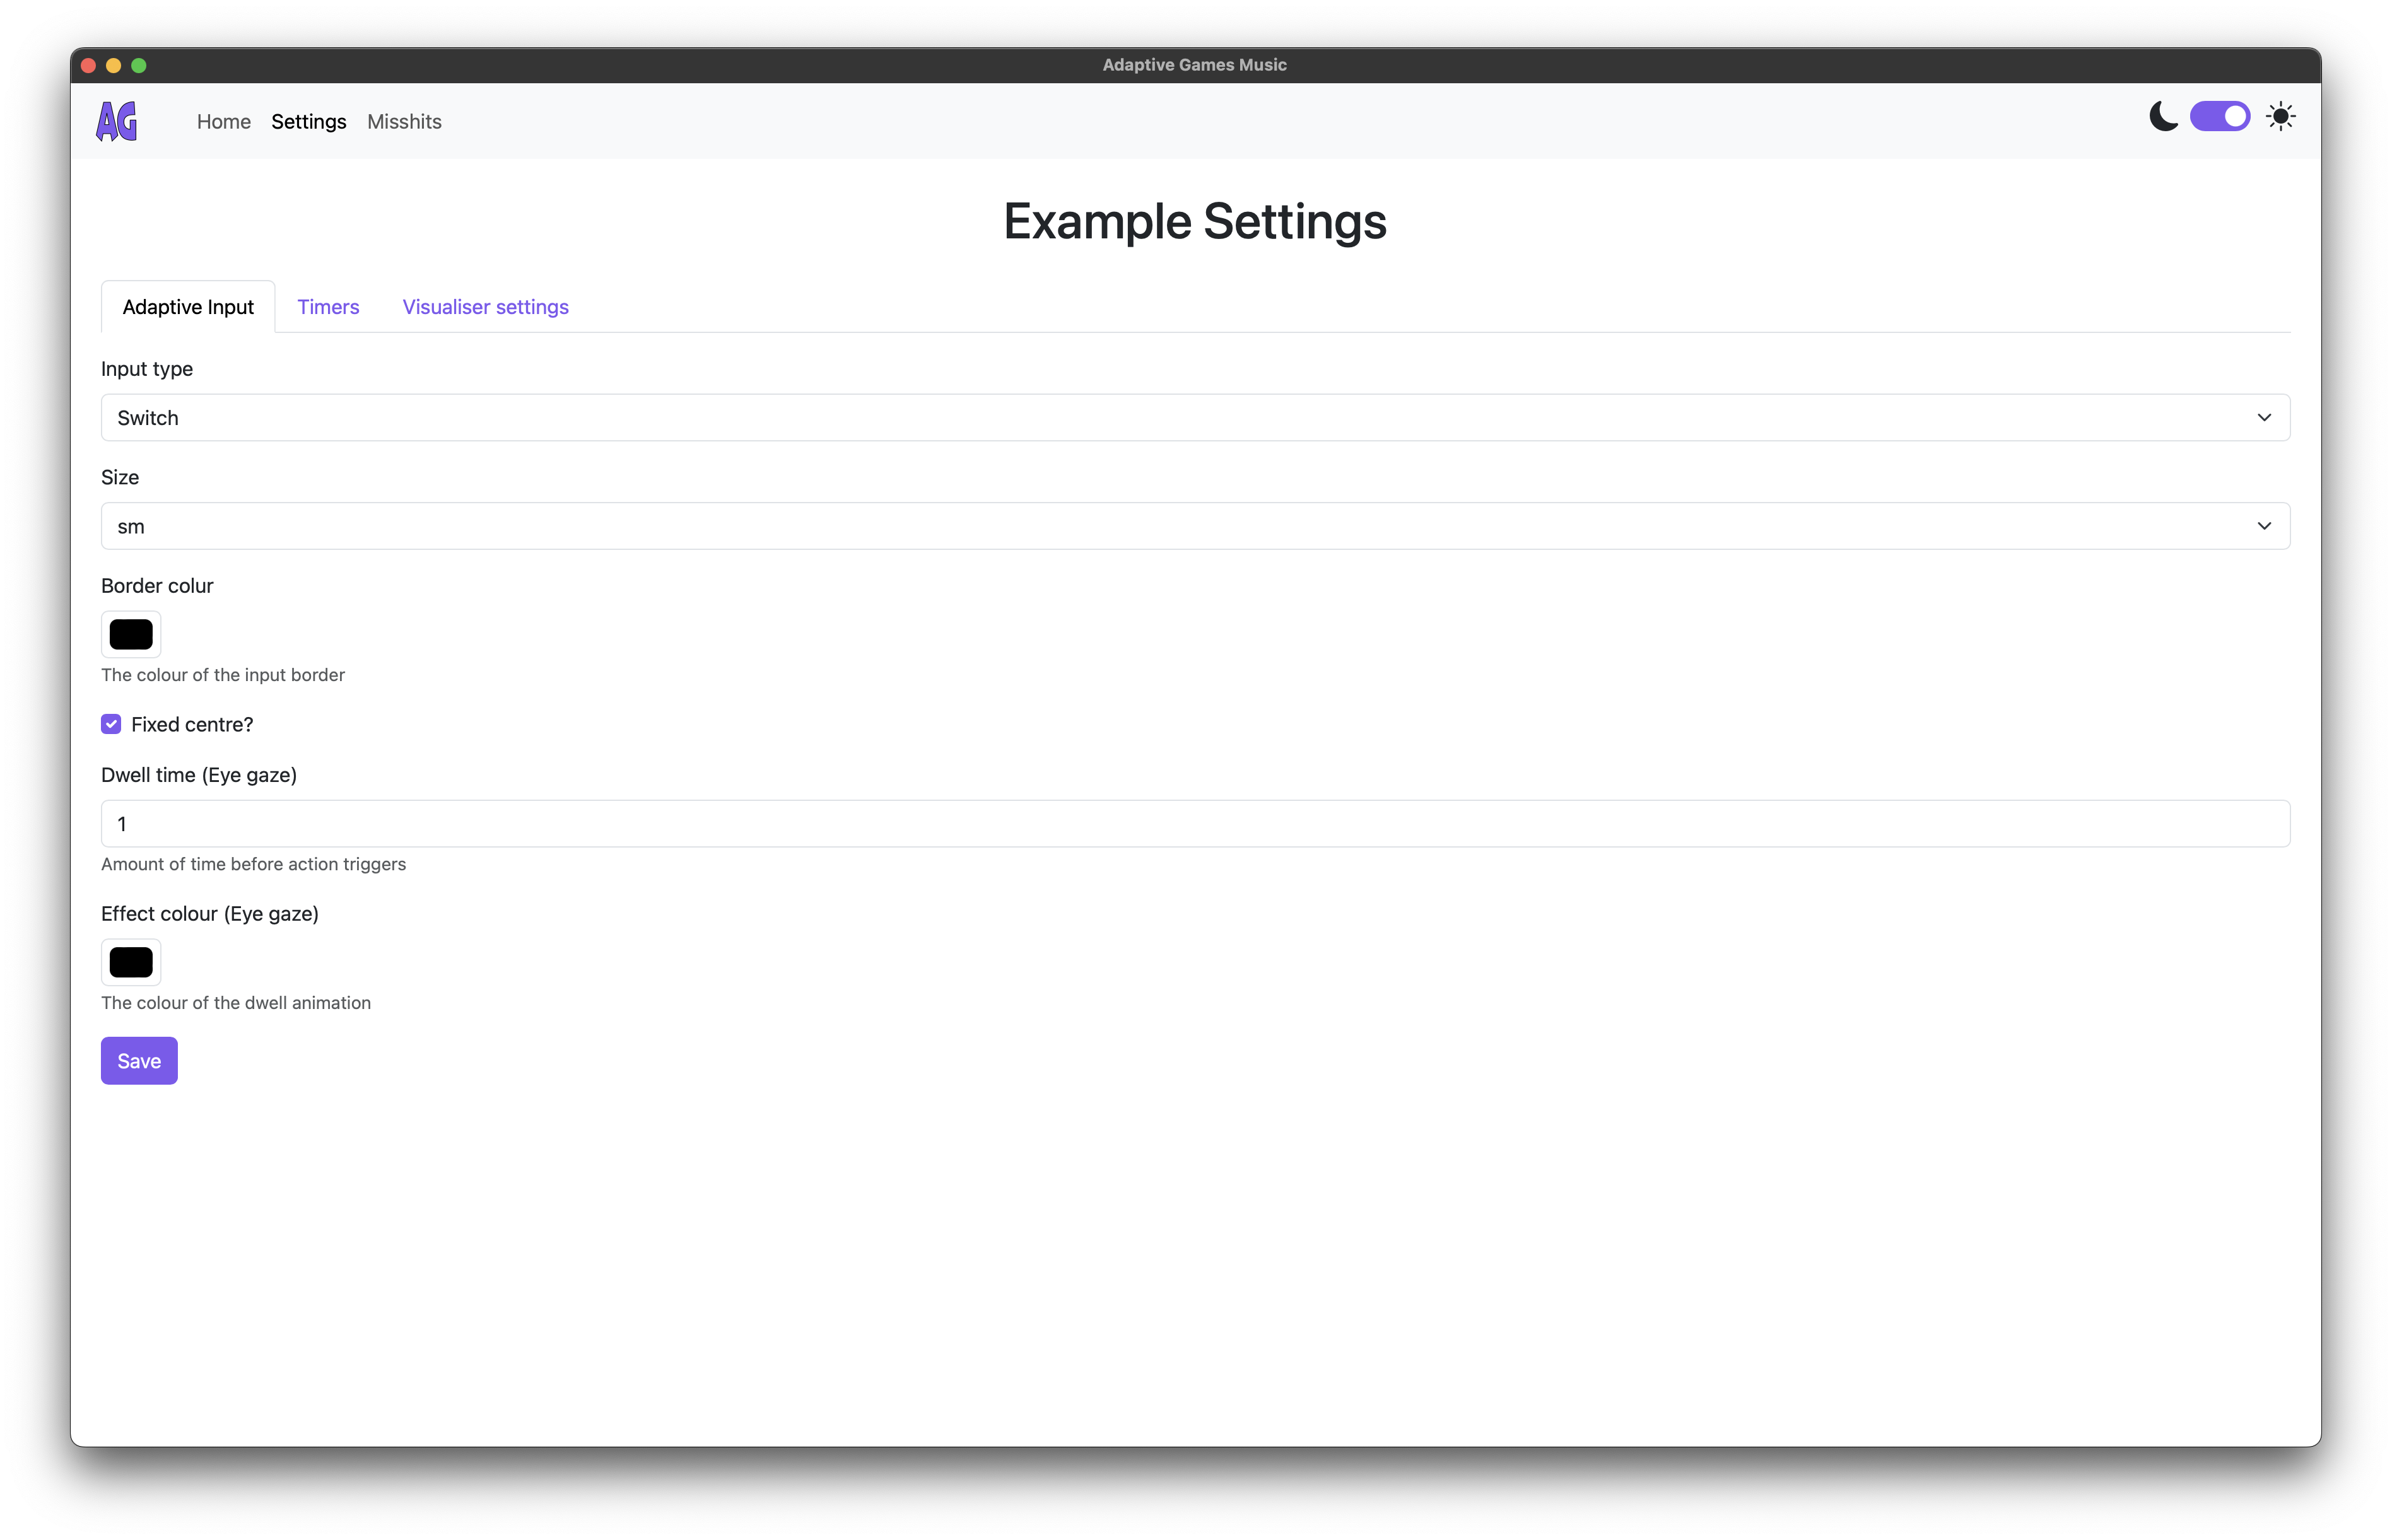 Adaptive Games Music
AG
Home Settings Misshits
Example Settings
Adaptive Input Timers Visualiser settings
Input type
Switch
Size
sm
Border colur
The colour of the input border
Fixed centre?
Dwell time (Eye gaze)
1
Amount of time before action triggers
Effect colour (Eye gaze)
The colour of the dwell animation
Save